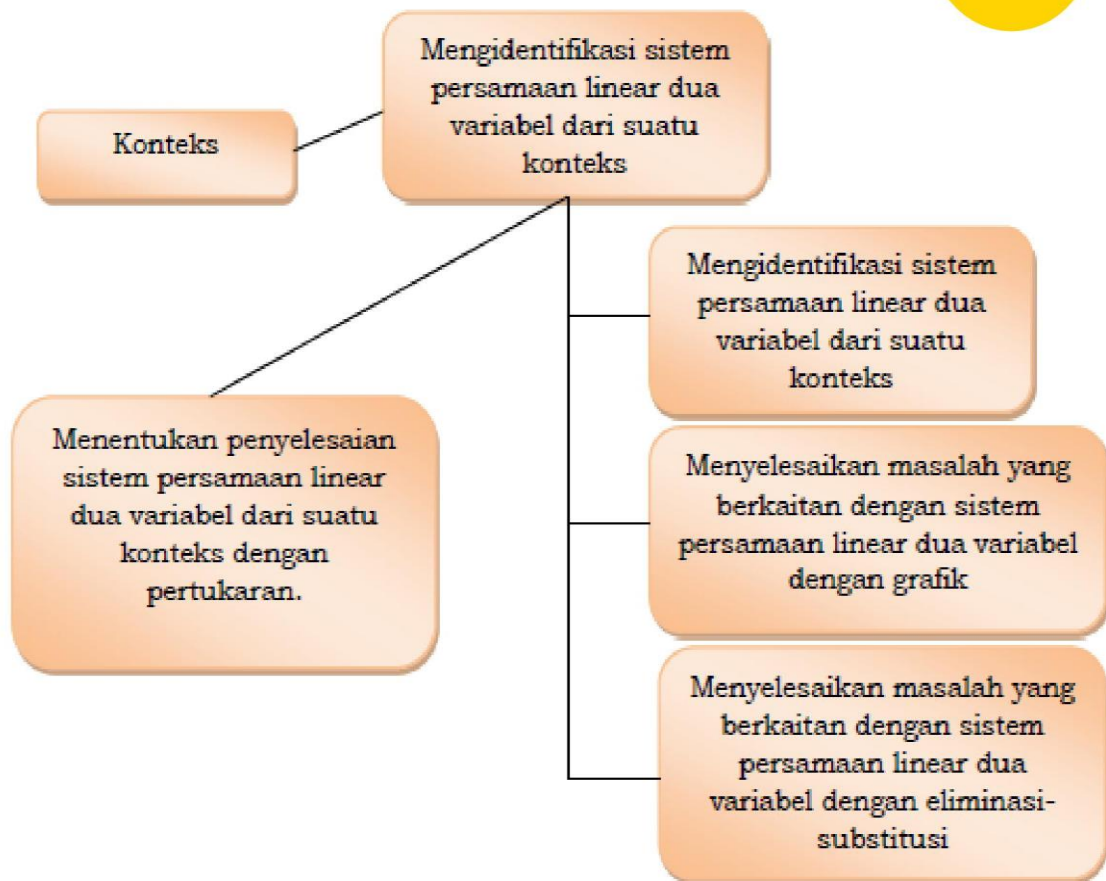 Mengidentifikasi sistem
persamaan linear dua
variabel dari suatu
konteks
Konteks
Mengidentifikasi sistem
persamaan linear dua
variabel dari suatu
konteks
Menentukan penyelesaian
sistem persamaan linear
dua variabel dari suatu
konteks dengan
pertukaran.
Menyelesaikan masalah yang
berkaitan dengan sistem
persamaan linear dua variabel
dengan grafik
Menyelesaikan masalah yang
berkaitan dengan sistem
persamaan linear dua
variabel dengan eliminasi-
substitusi